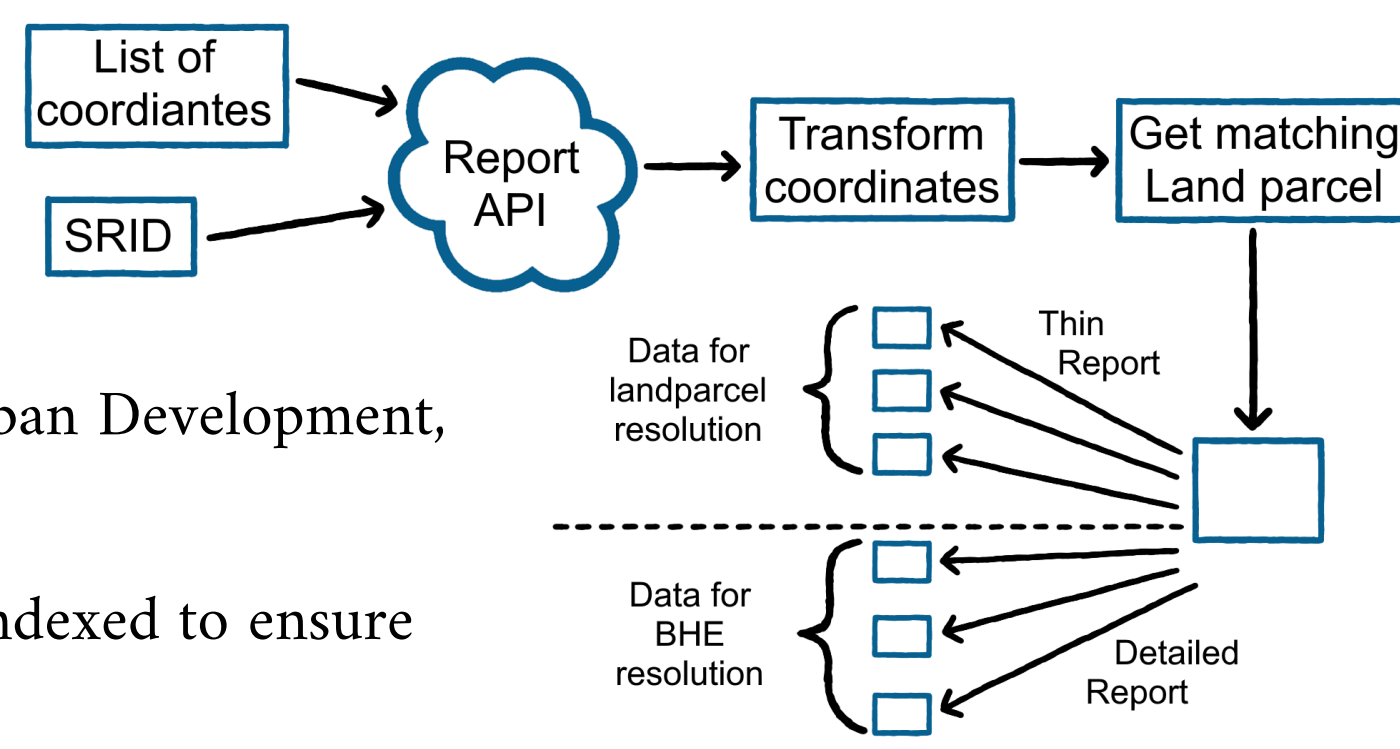 List of
coordiantes
SRID
Report
API
Transform
coordinates
Get matching
Land parcel
Thin
Report
Data for
landparcel
resolution
ban Development,
ndexed to ensure
Data for
BHE
resolution
Detailed
Report